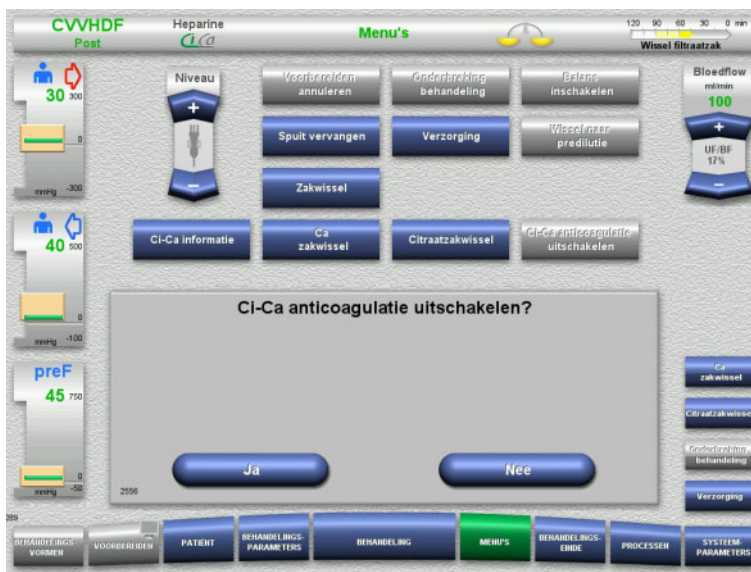 CVVHDF
Post
Heparine
Ci Ca
Menu's
120 90 60 30 0 min
Wissel filtraatzak
30 300
0
mmHg -300
Niveau
+
−
Voorbereiden
annuleren
Onderbreking
behandeling
Balans
inschakelen
Spuit vervangen
Verzorging
Wissel naar
predilutie
Zakwissel
Bloedflow
ml/min
100
+
UF/BF
17%
−
40 500
0
mmHg -100
Ci-Ca informatie
Ca
zakwissel
Citraatzakwissel
Ci-Ca anticoagulatie
uitschakelen
Ci-Ca anticoagulatie uitschakelen?
Ja
Nee
2556
preF
45 750
0
mmHg -50
Ca
zakwissel
Citraatzakwissel
Onderbreking
behandeling
Verzorging
BEHANDELINGS-
VORMEN
VOORBEREIDEN
PATIËNT
BEHANDELINGS-
PARAMETERS
BEHANDELING
MENU'S
BEHANDELINGS-
EINDE
PROCESSEN
SYSTEEM-
PARAMETERS